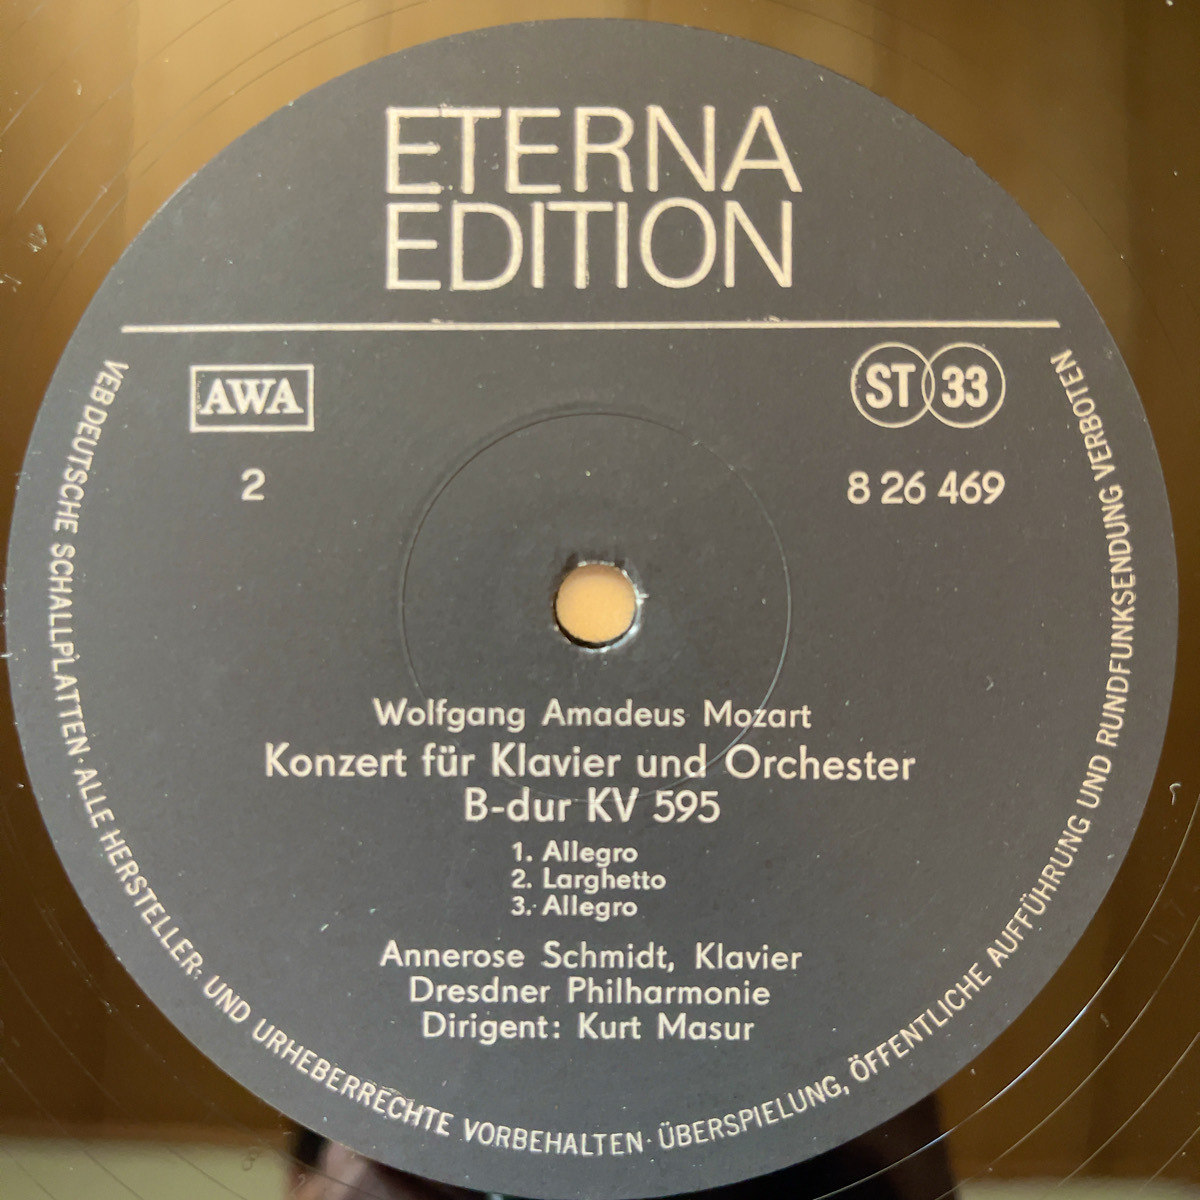 ETERNA
EDITION
AWA
ST 33
2
8 26 469
Wolfgang Amadeus Mozart
Konzert für Klavier und Orchester
B-dur KV 595
1. Allegro
2. Larghetto
3. Allegro
Annerose Schmidt, Klavier
Dresdner Philharmonie
Dirigent: Kurt Masur
VEB DEUTSCHE SCHALLPLATTEN · ALLE HERSTELLER- UND URHEBERRECHTE VORBEHALTEN · ÜBERSPIELUNG, ÖFFENTLICHE AUFFÜHRUNG UND RUNDFUNKSENDUNG VERBOTEN